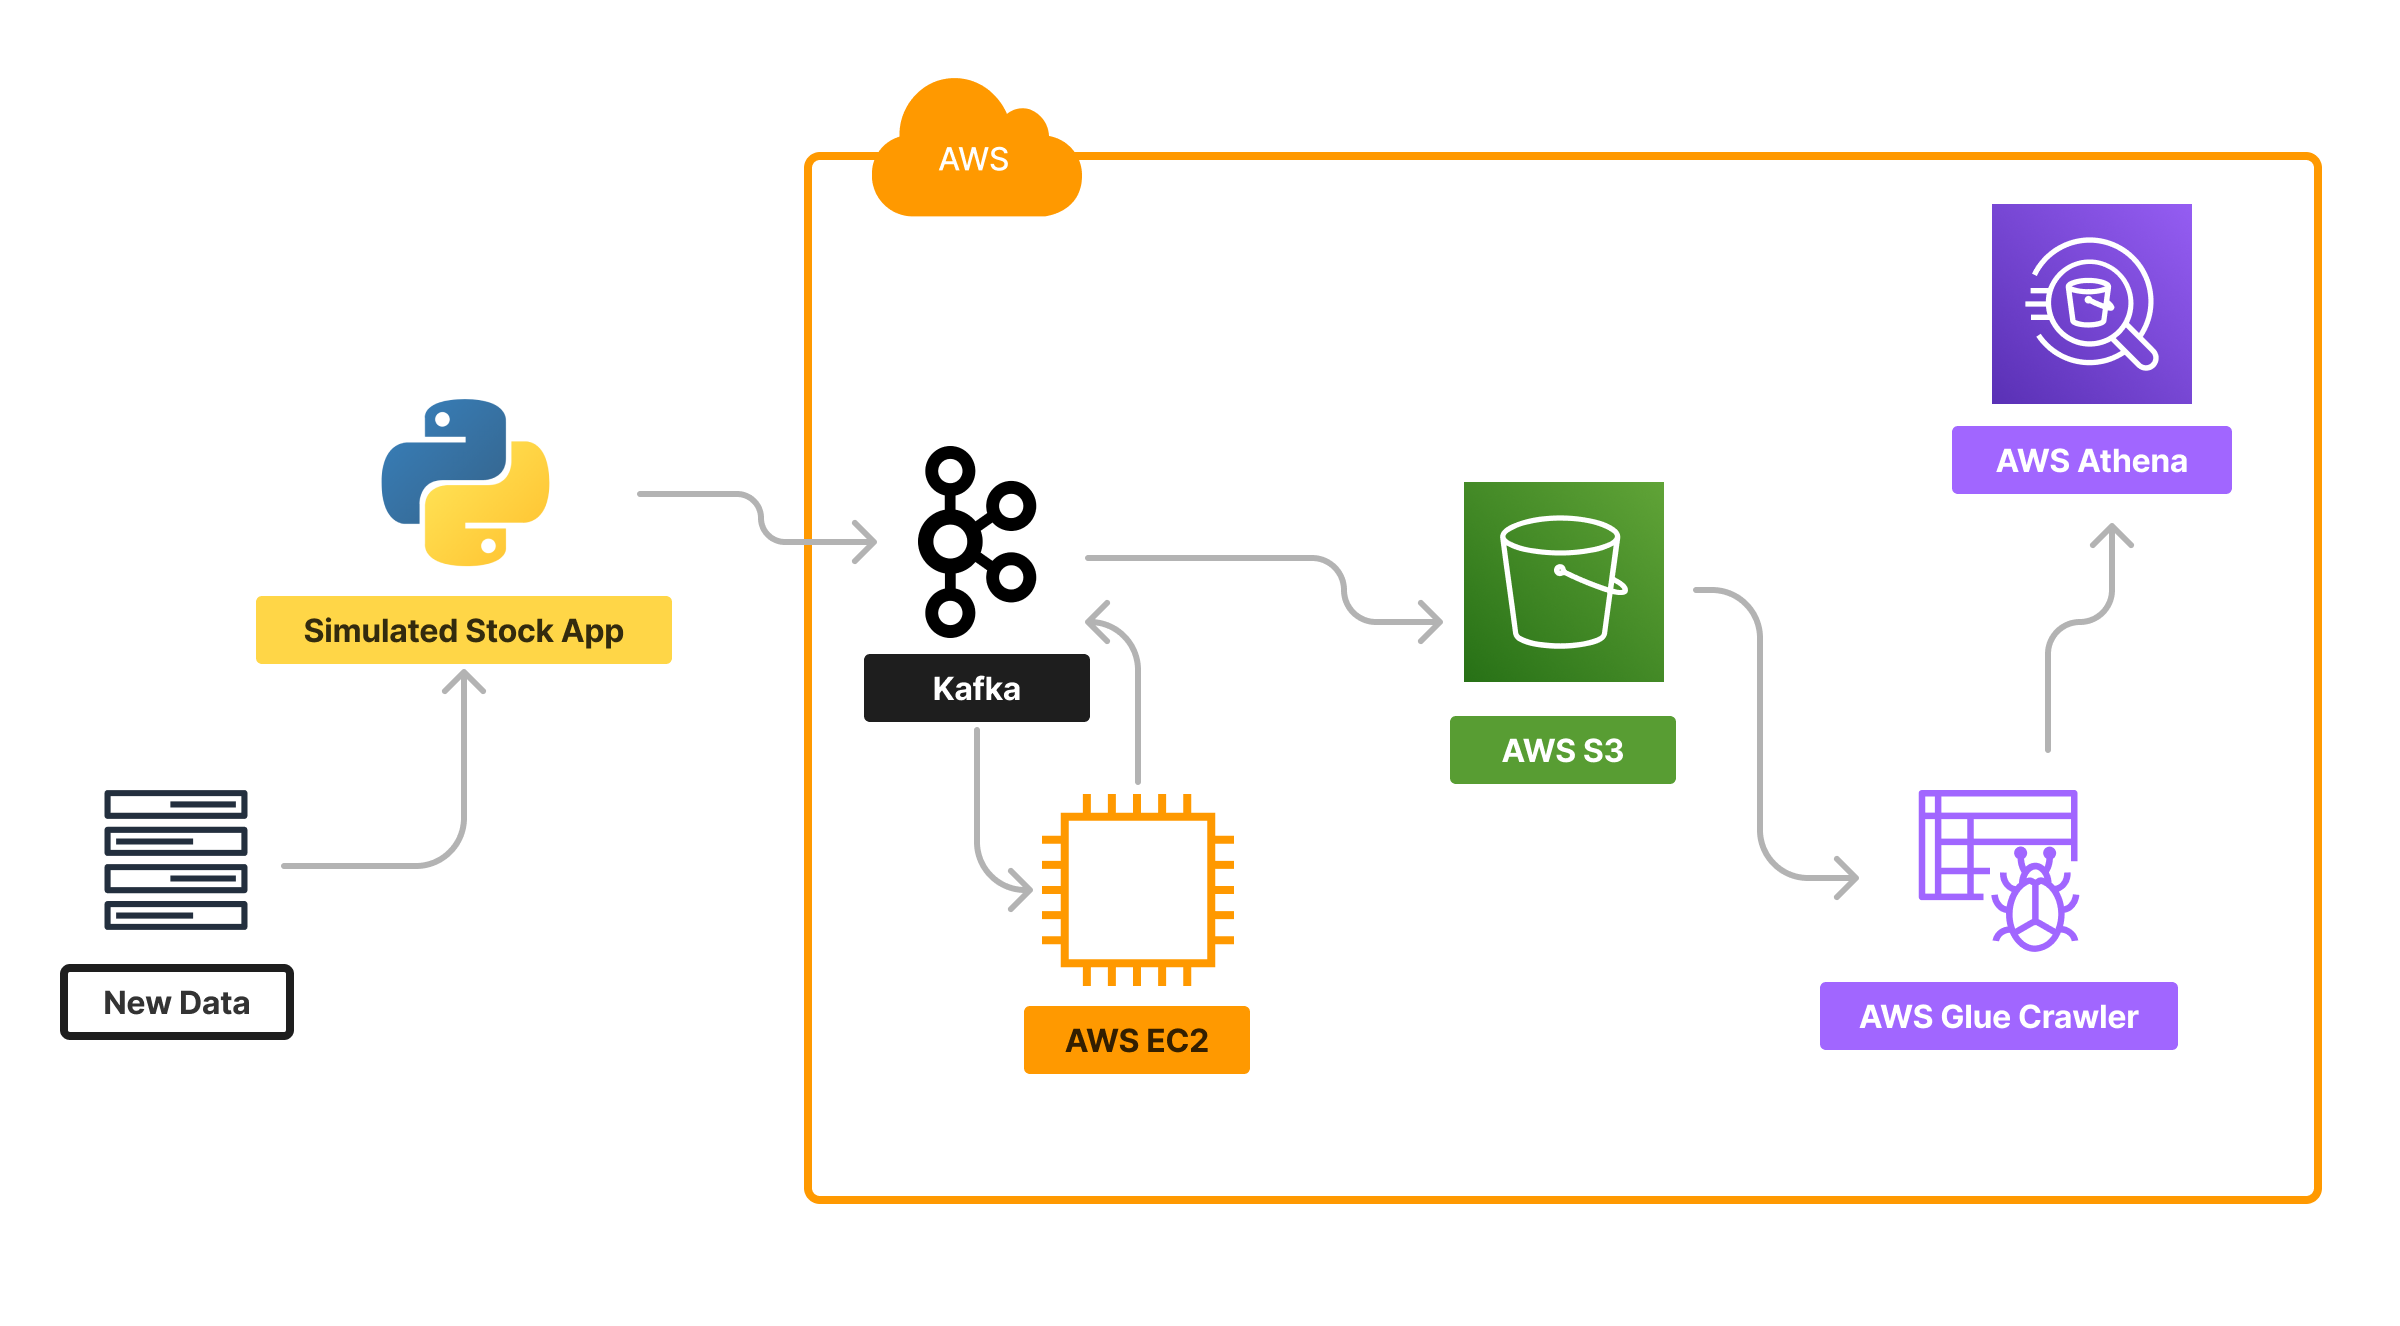 AWS
AWS Athena
Simulated Stock App
Kafka
AWS S3
New Data
AWS EC2
AWS Glue Crawler